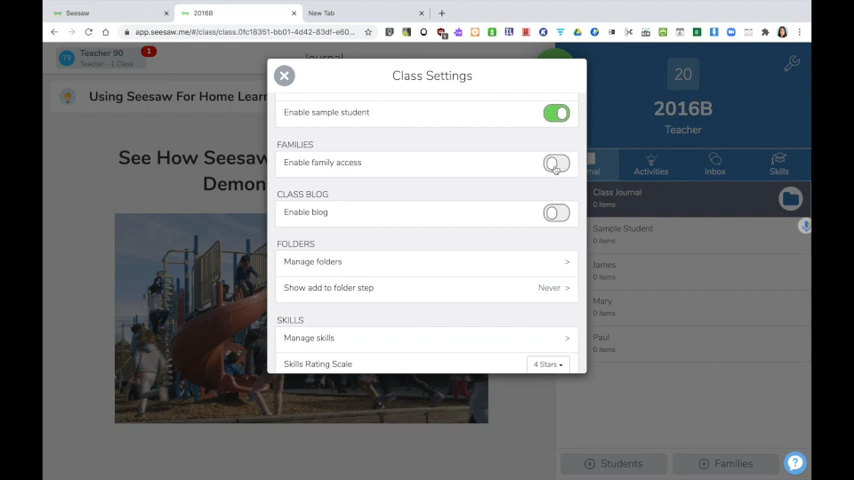 Seesaw
2016B
New Tab
app.seesaw.me/#/class/class.0fc18351-bb01-4d42-83df-e60...
T9
Teacher 90
Teacher - 1 Class
1
Journal
Using Seesaw For Home Learn
See How Seesaw
Demon
Class Settings
Enable sample student
FAMILIES
Enable family access
CLASS BLOG
Enable blog
FOLDERS
Manage folders >
Show add to folder step Never >
SKILLS
Manage skills >
Skills Rating Scale 4 Stars
20
2016B
Teacher
nal Activities Inbox Skills
Class Journal
0 items
Sample Student
0 items
James
0 items
Mary
0 items
Paul
0 items
Students
Families
?